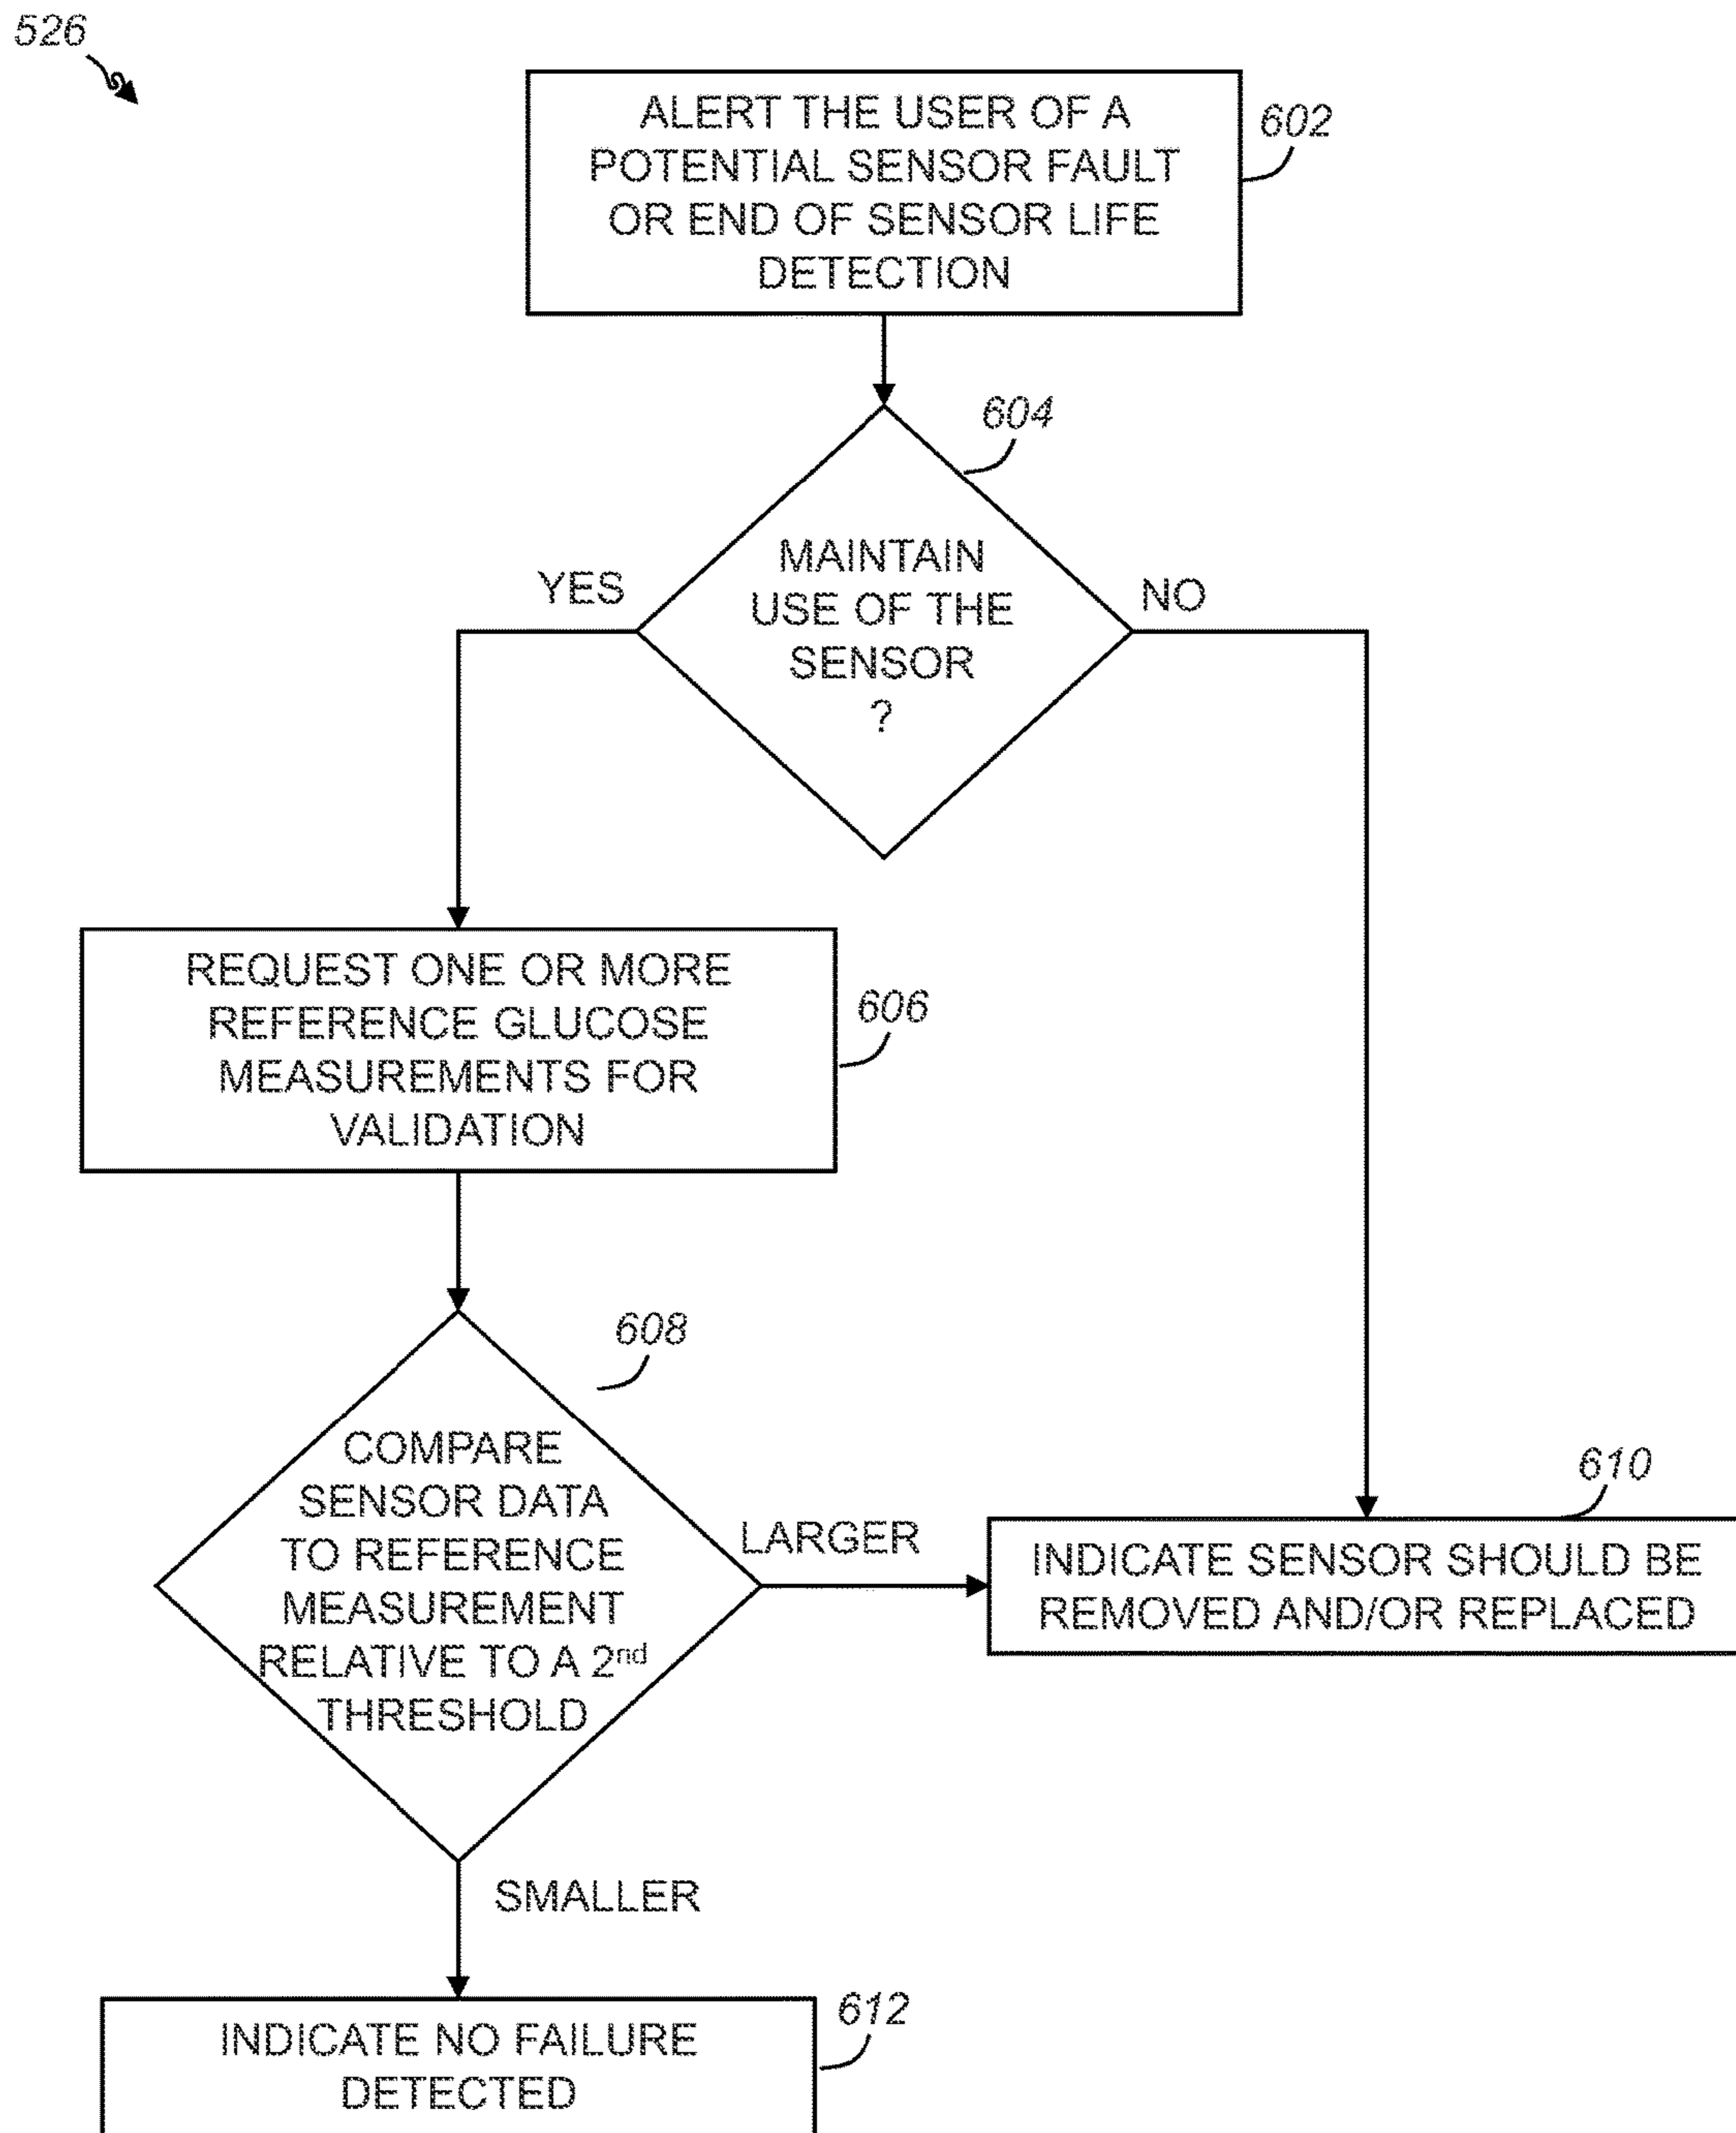 526
ALERT THE USER OF A
POTENTIAL SENSOR FAULT
OR END OF SENSOR LIFE
DETECTION
602
604
MAINTAIN
USE OF THE
SENSOR
?
YES
NO
REQUEST ONE OR MORE
REFERENCE GLUCOSE
MEASUREMENTS FOR
VALIDATION
606
608
COMPARE
SENSOR DATA
TO REFERENCE
MEASUREMENT
RELATIVE TO A 2nd
THRESHOLD
LARGER
610
INDICATE SENSOR SHOULD BE
REMOVED AND/OR REPLACED
SMALLER
612
INDICATE NO FAILURE
DETECTED